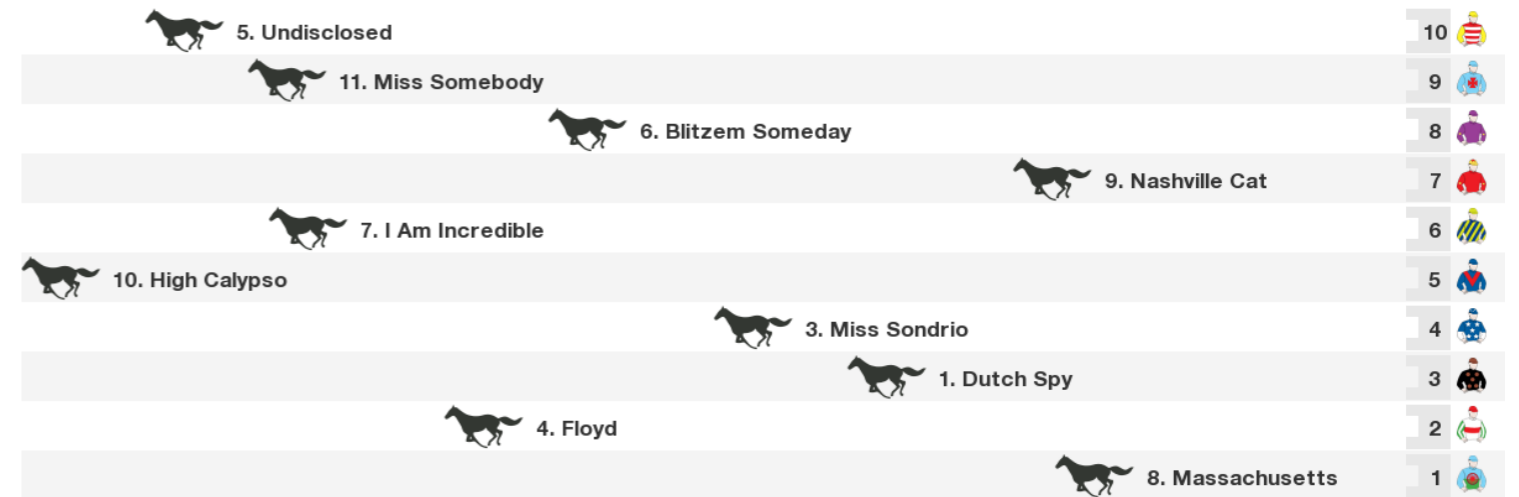 5. Undisclosed 10
11. Miss Somebody 9
6. Blitzem Someday 8
9. Nashville Cat 7
7. I Am Incredible 6
10. High Calypso 5
3. Miss Sondrio 4
1. Dutch Spy 3
4. Floyd 2
8. Massachusetts 1